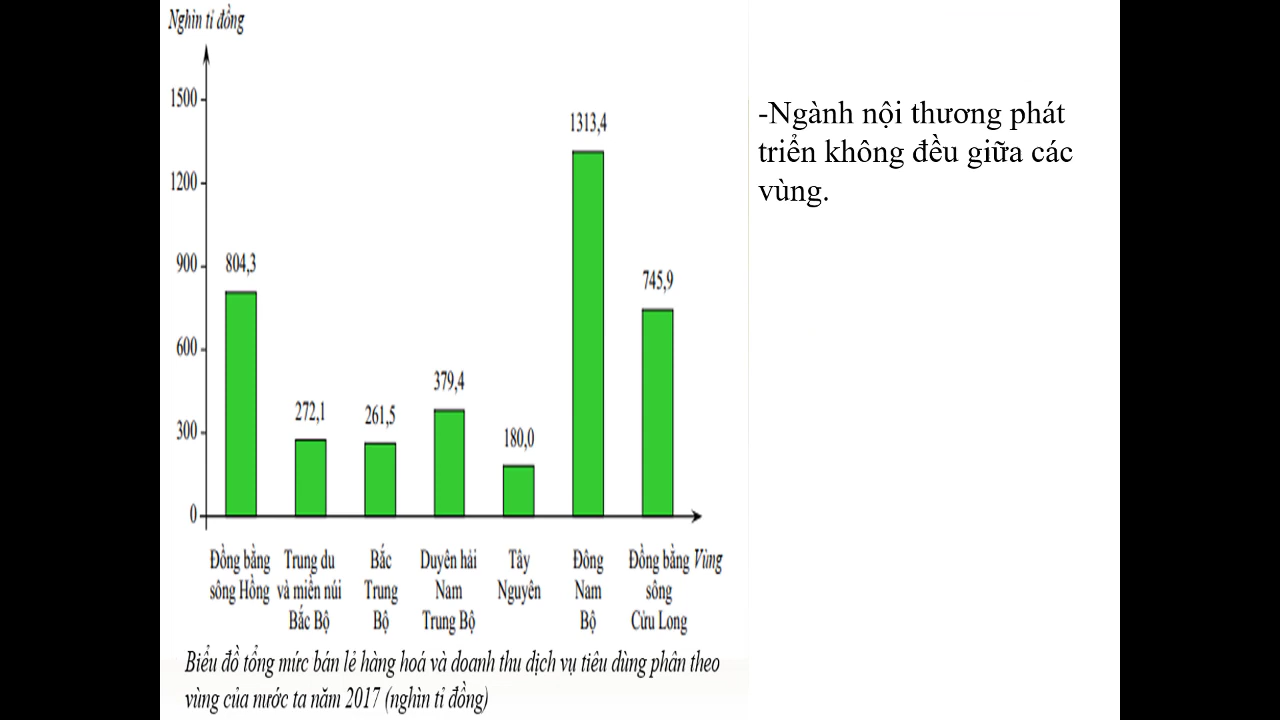 Nghìn tỉ đồng
1500
1200
900
600
300
0
804,3
272,1
261,5
379,4
180,0
1313,4
745,9
Đồng bằng
sông Hồng
Trung du
và miền núi
Bắc Bộ
Bắc
Trung
Bộ
Duyên hải
Nam
Trung Bộ
Tây
Nguyên
Đông
Nam
Bộ
Đồng bằng
sông
Cửu Long
Vùng
Biểu đồ tổng mức bán lẻ hàng hoá và doanh thu dịch vụ tiêu dùng phân theo
vùng của nước ta năm 2017 (nghìn tỉ đồng)
-Ngành nội thương phát
triển không đều giữa các
vùng.